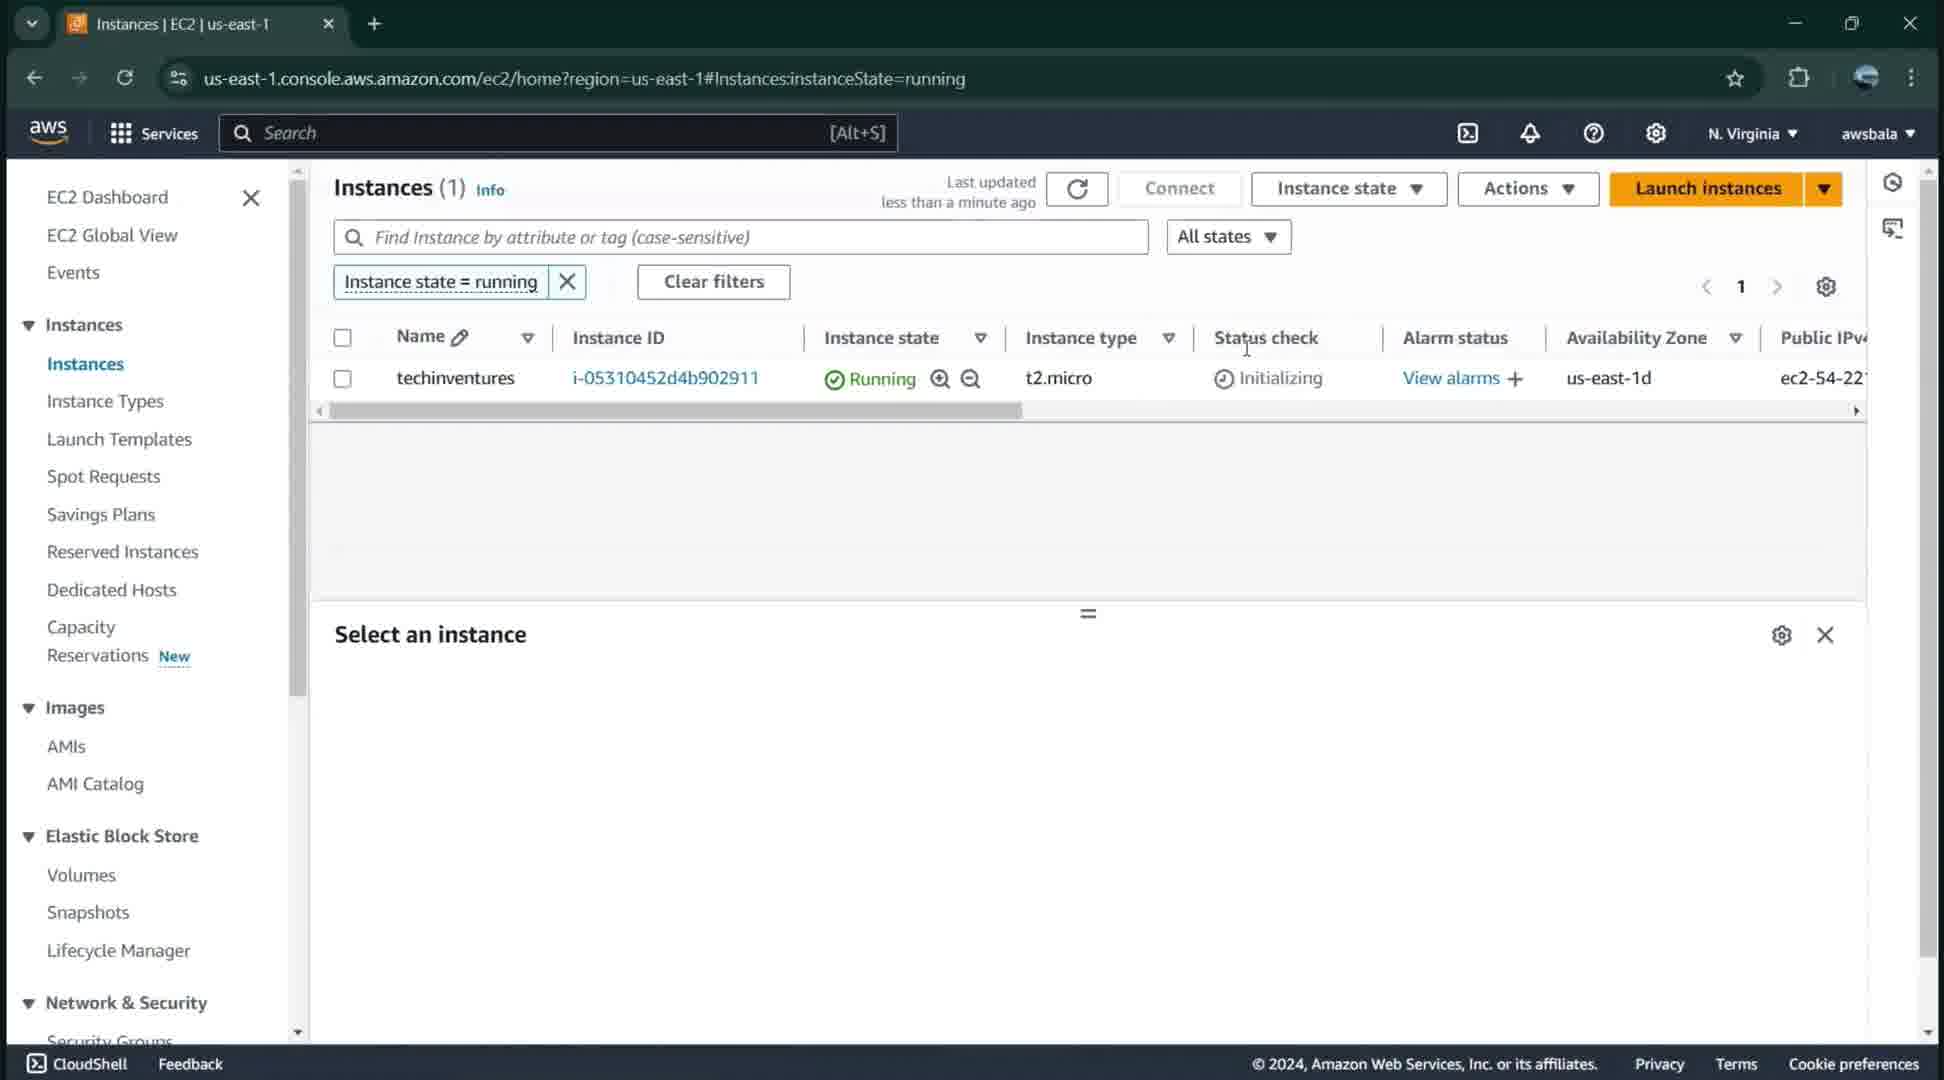 Instances | EC2 | us-east-1
us-east-1.console.aws.amazon.com/ec2/home?region=us-east-1#Instances:instanceState=running
aws
Services
Search
[Alt+S]
N. Virginia
awsbala
EC2 Dashboard
EC2 Global View
Events
Instances
Instances
Instance Types
Launch Templates
Spot Requests
Savings Plans
Reserved Instances
Dedicated Hosts
Capacity
Reservations New
Images
AMIs
AMI Catalog
Elastic Block Store
Volumes
Snapshots
Lifecycle Manager
Network & Security
Security Groups
Instances (1) Info
Last updated
less than a minute ago
Connect
Instance state
Actions
Launch instances
Find Instance by attribute or tag (case-sensitive)
All states
Instance state = running
Clear filters
1
Name Instance ID Instance state Instance type Status check Alarm status Availability Zone Public IPv4
techinventures i-05310452d4b902911 Running t2.micro Initializing View alarms + us-east-1d ec2-54-221
Select an instance
CloudShell Feedback © 2024, Amazon Web Services, Inc. or its affiliates. Privacy Terms Cookie preferences